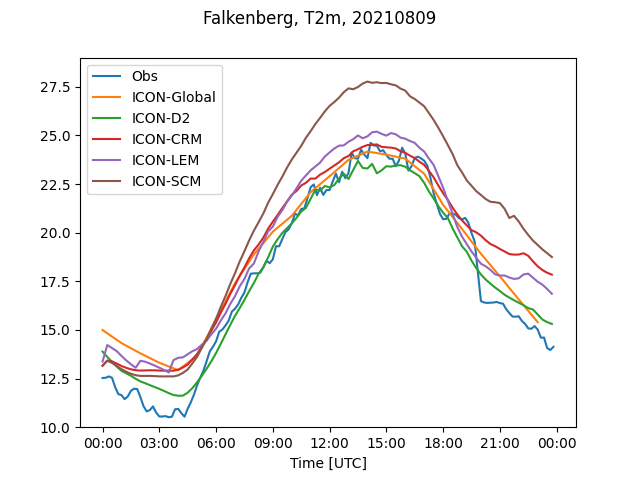 Falkenberg, T2m, 20210809
Obs
ICON-Global
ICON-D2
ICON-CRM
ICON-LEM
ICON-SCM
27.5
25.0
22.5
20.0
17.5
15.0
12.5
10.0
00:00 03:00 06:00 09:00 12:00 15:00 18:00 21:00 00:00
Time [UTC]